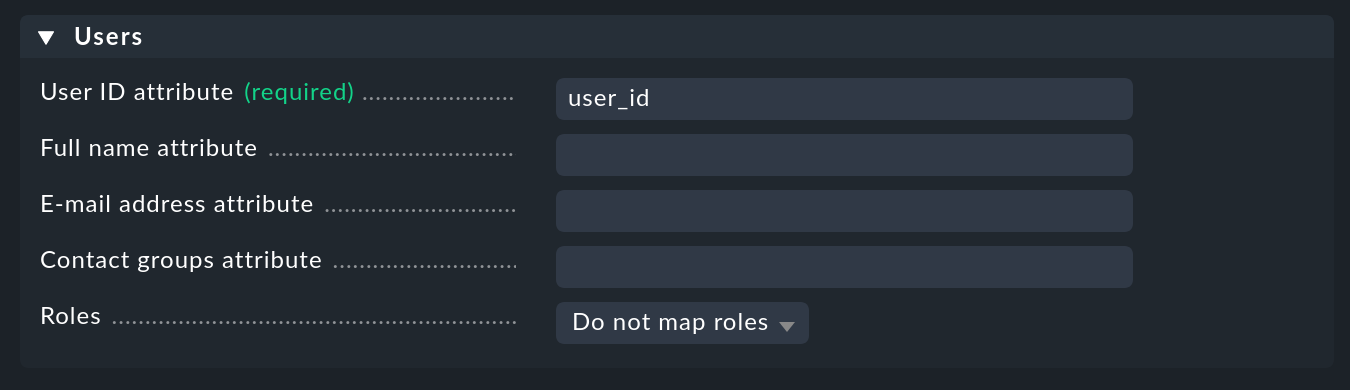 Users
User ID attribute (required) user_id
Full name attribute
E-mail address attribute
Contact groups attribute
Roles Do not map roles